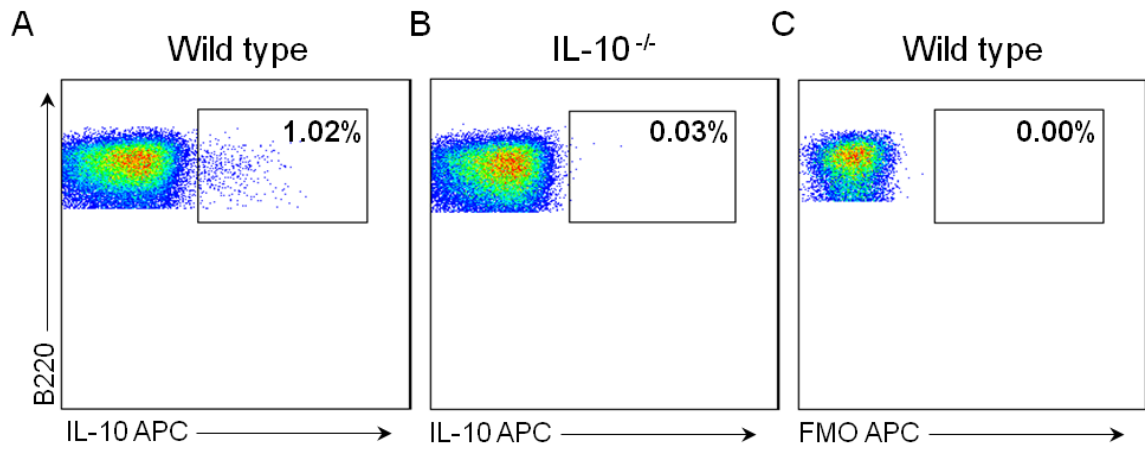 A
Wild type
B
IL-10 -/-
C
Wild type
1.02%
0.03%
0.00%
B220
IL-10 APC
IL-10 APC
FMO APC